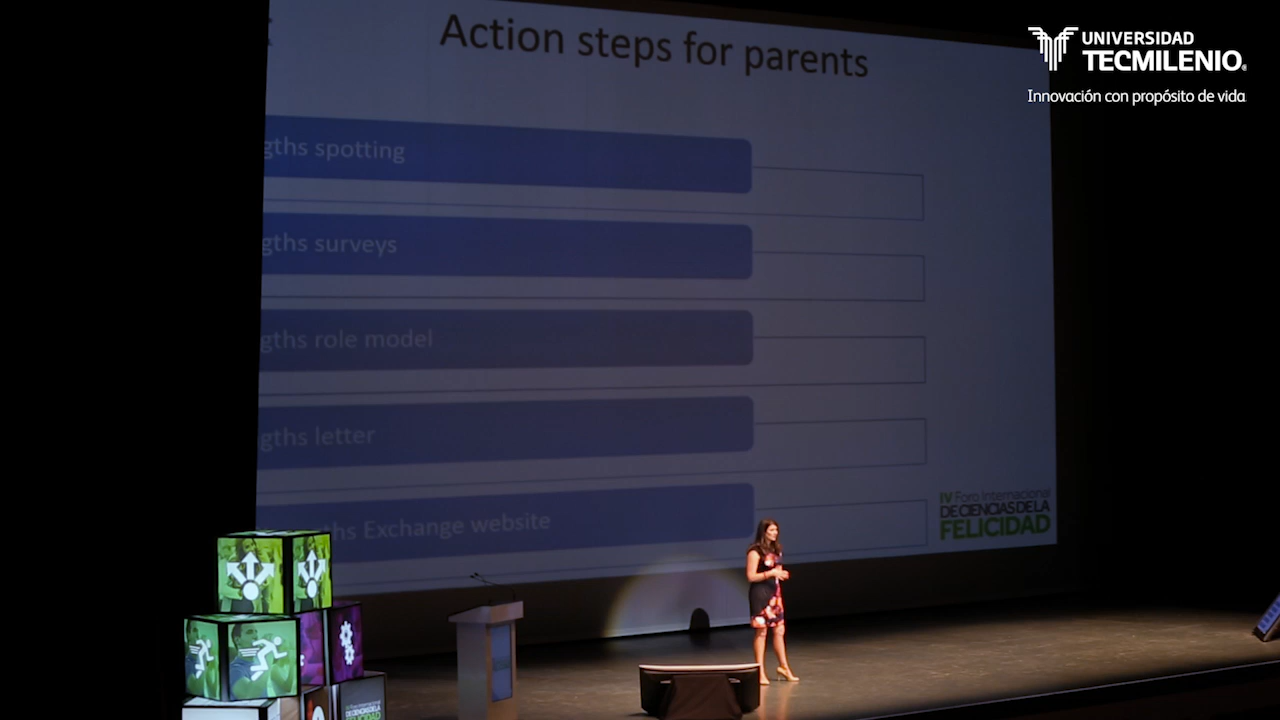 Action steps for parents
UNIVERSIDAD
TECMILENIO®
Innovación con propósito de vida
gths spotting
gths surveys
gths role model
gths letter
ths Exchange website
IV Foro Internacional
DE CIENCIAS DE LA
FELICIDAD